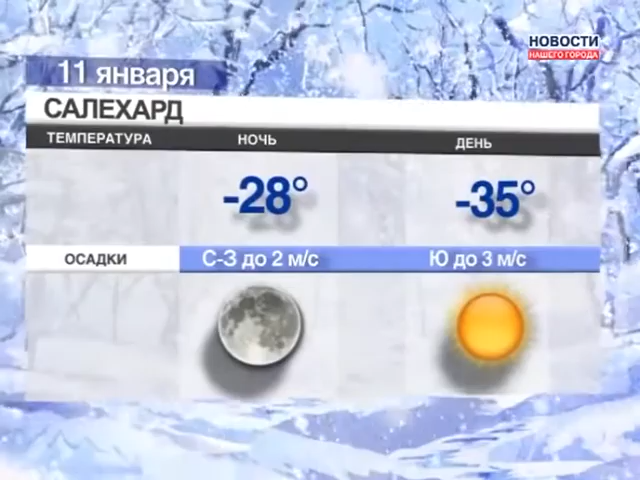 НОВОСТИ
НАШЕГО ГОРОДА
11 января
САЛЕХАРД
ТЕМПЕРАТУРА НОЧЬ ДЕНЬ
-28° -35°
ОСАДКИ С-З до 2 м/с Ю до 3 м/с